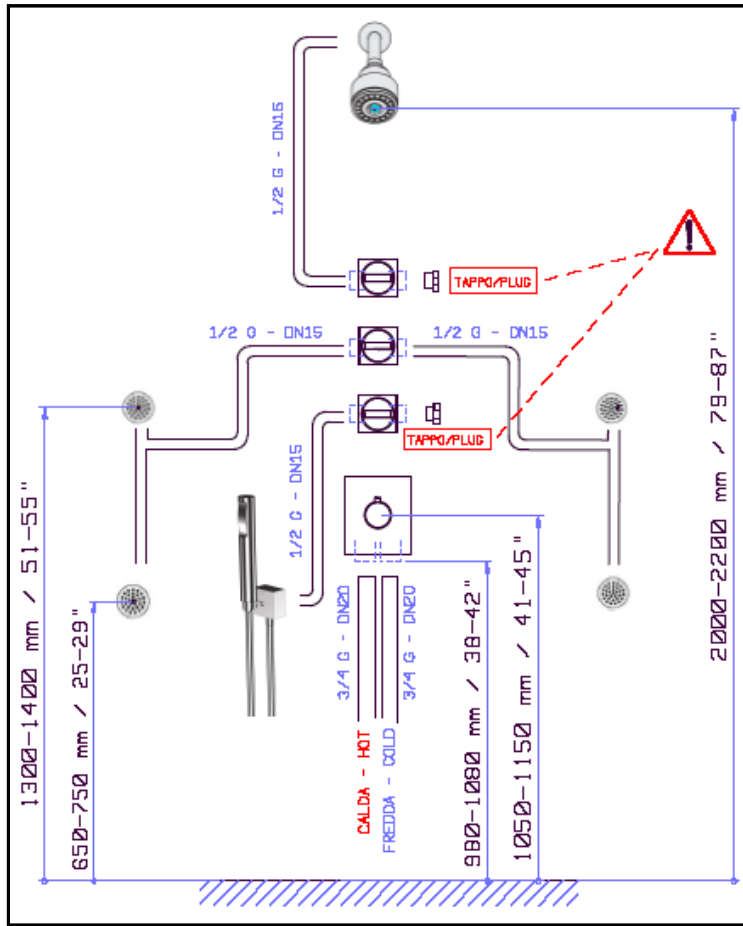 1/2 G - DN15
TAPPO/PLUG
1/2 G - DN15
1/2 G - DN15
TAPPO/PLUG
1/2 G - DN15
3/4 G - DN20
3/4 G - DN20
CALDA - HOT
FREDDA - COLD
1300-1400 mm / 51-55"
650-750 mm / 25-29"
980-1080 mm / 38-42"
1050-1150 mm / 41-45"
2000-2200 mm / 79-87"
!